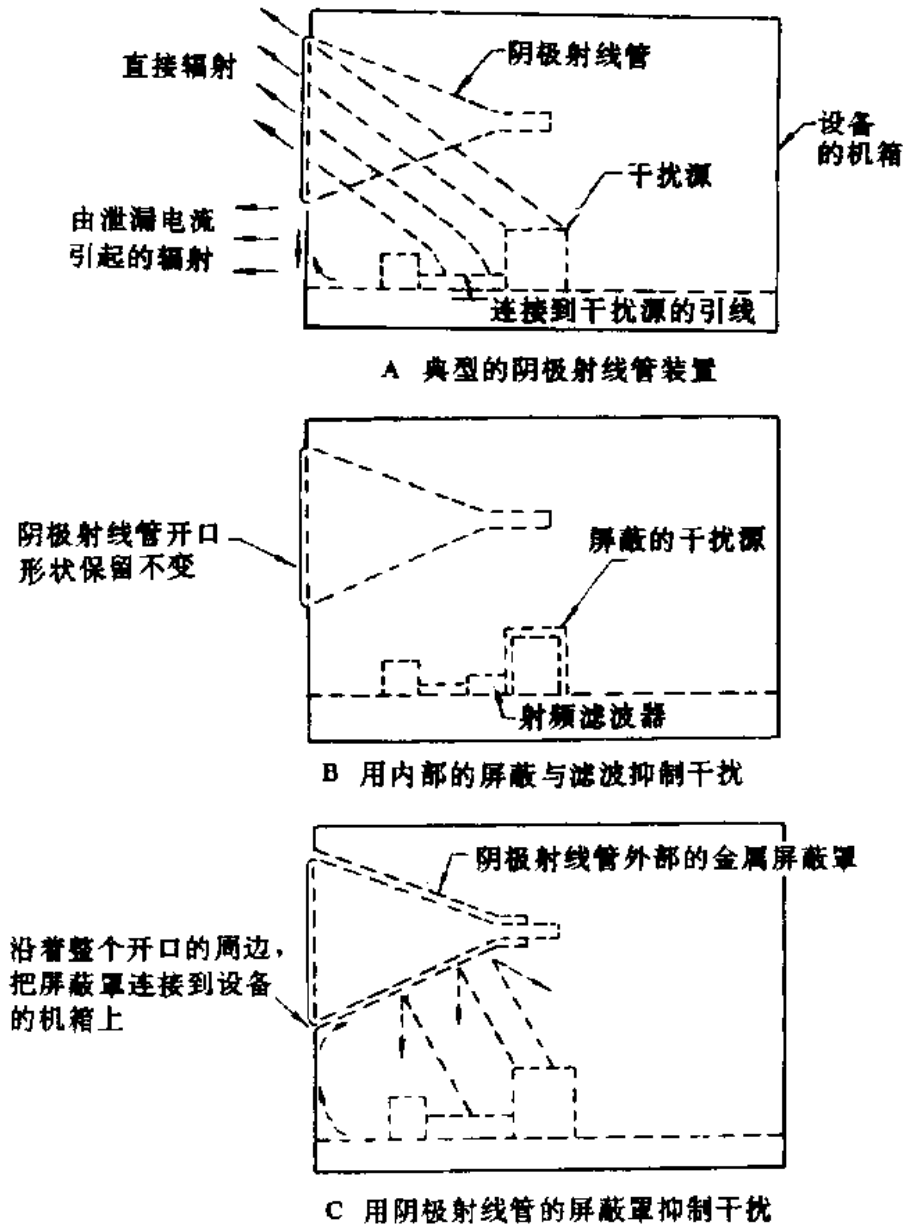 直接辐射
阴极射线管
设备
的机箱
干扰源
由泄漏电流
引起的辐射
连接到干扰源的引线
A 典型的阴极射线管装置
阴极射线管开口
形状保留不变
屏蔽的干扰源
射频滤波器
B 用内部的屏蔽与滤波抑制干扰
阴极射线管外部的金属屏蔽罩
沿着整个开口的周边，
把屏蔽罩连接到设备
的机箱上
C 用阴极射线管的屏蔽罩抑制干扰